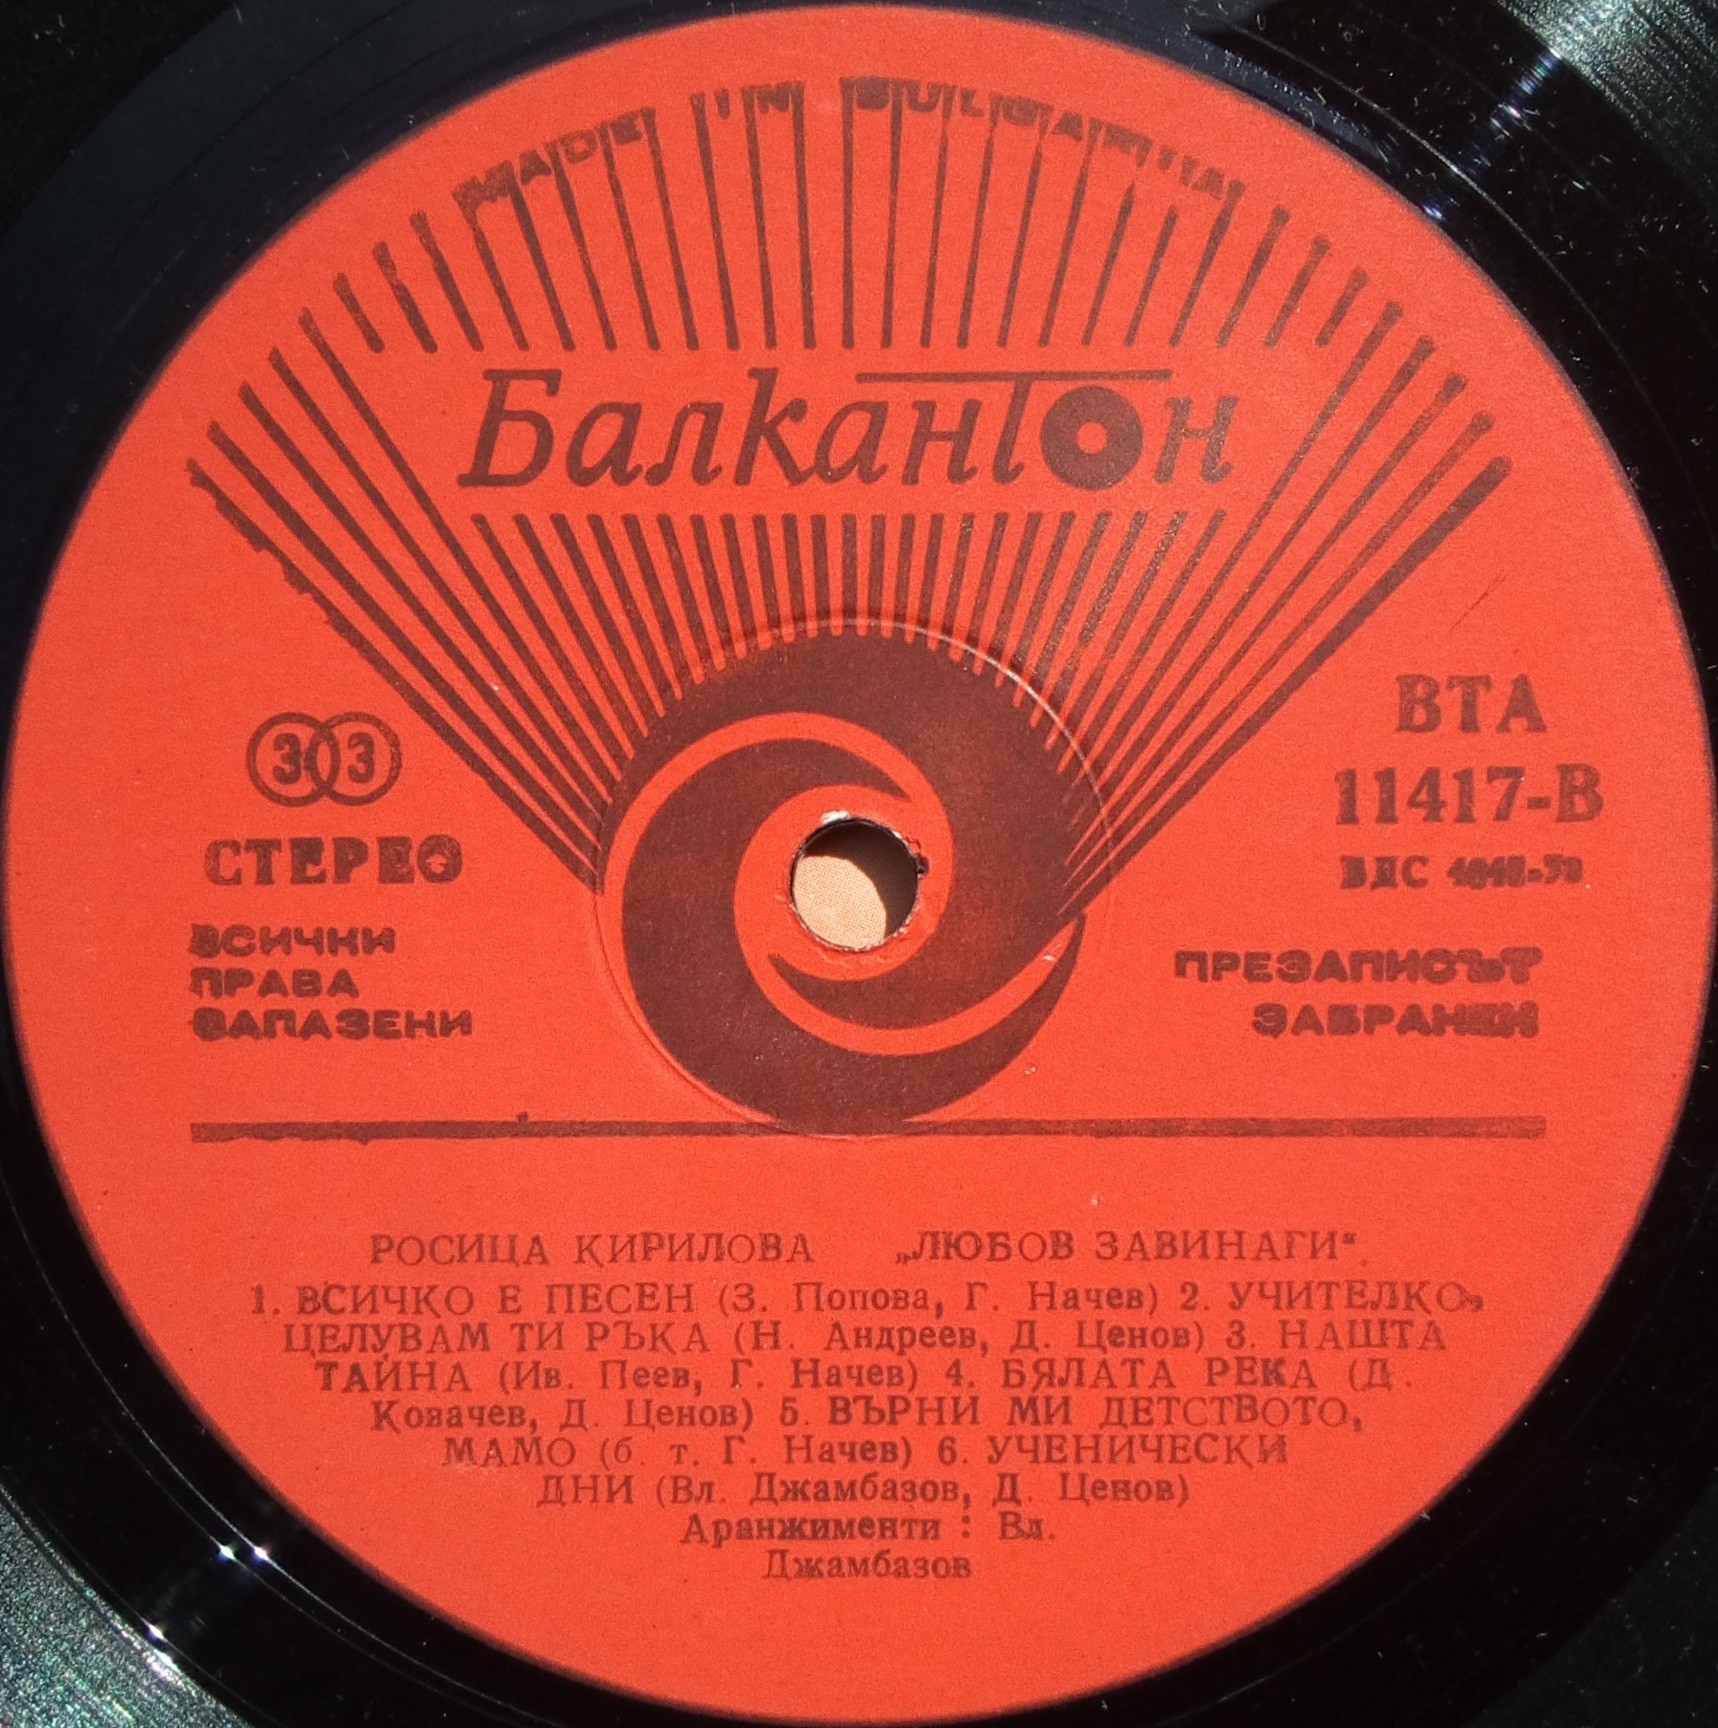 MADE IN BULGARIA
Балкантон
33
СТЕРЕО
ВСИЧКИ
ПРАВА
ЗАПАЗЕНИ
ВТА
11417-В
БДС
ПРЕЗАПИСЪТ
ЗАБРАНЕН
РОСИЦА КИРИЛОВА „ЛЮБОВ ЗАВИНАГИ“
1. ВСИЧКО Е ПЕСЕН (З. Попова, Г. Начев) 2. УЧИТЕЛКО,
ЦЕЛУВАМ ТИ РЪКА (Н. Андреев, Д. Ценов) 3. НАШТА
ТАЙНА (Ив. Пеев, Г. Начев) 4. БЯЛАТА РЕКА (Д.
Ковачев, Д. Ценов) 5. ВЪРНИ МИ ДЕТСТВОТО,
МАМО (б. т. Г. Начев) 6. УЧЕНИЧЕСКИ
ДНИ (Вл. Джамбазов, Д. Ценов)
Аранжименти : Вл.
Джамбазов